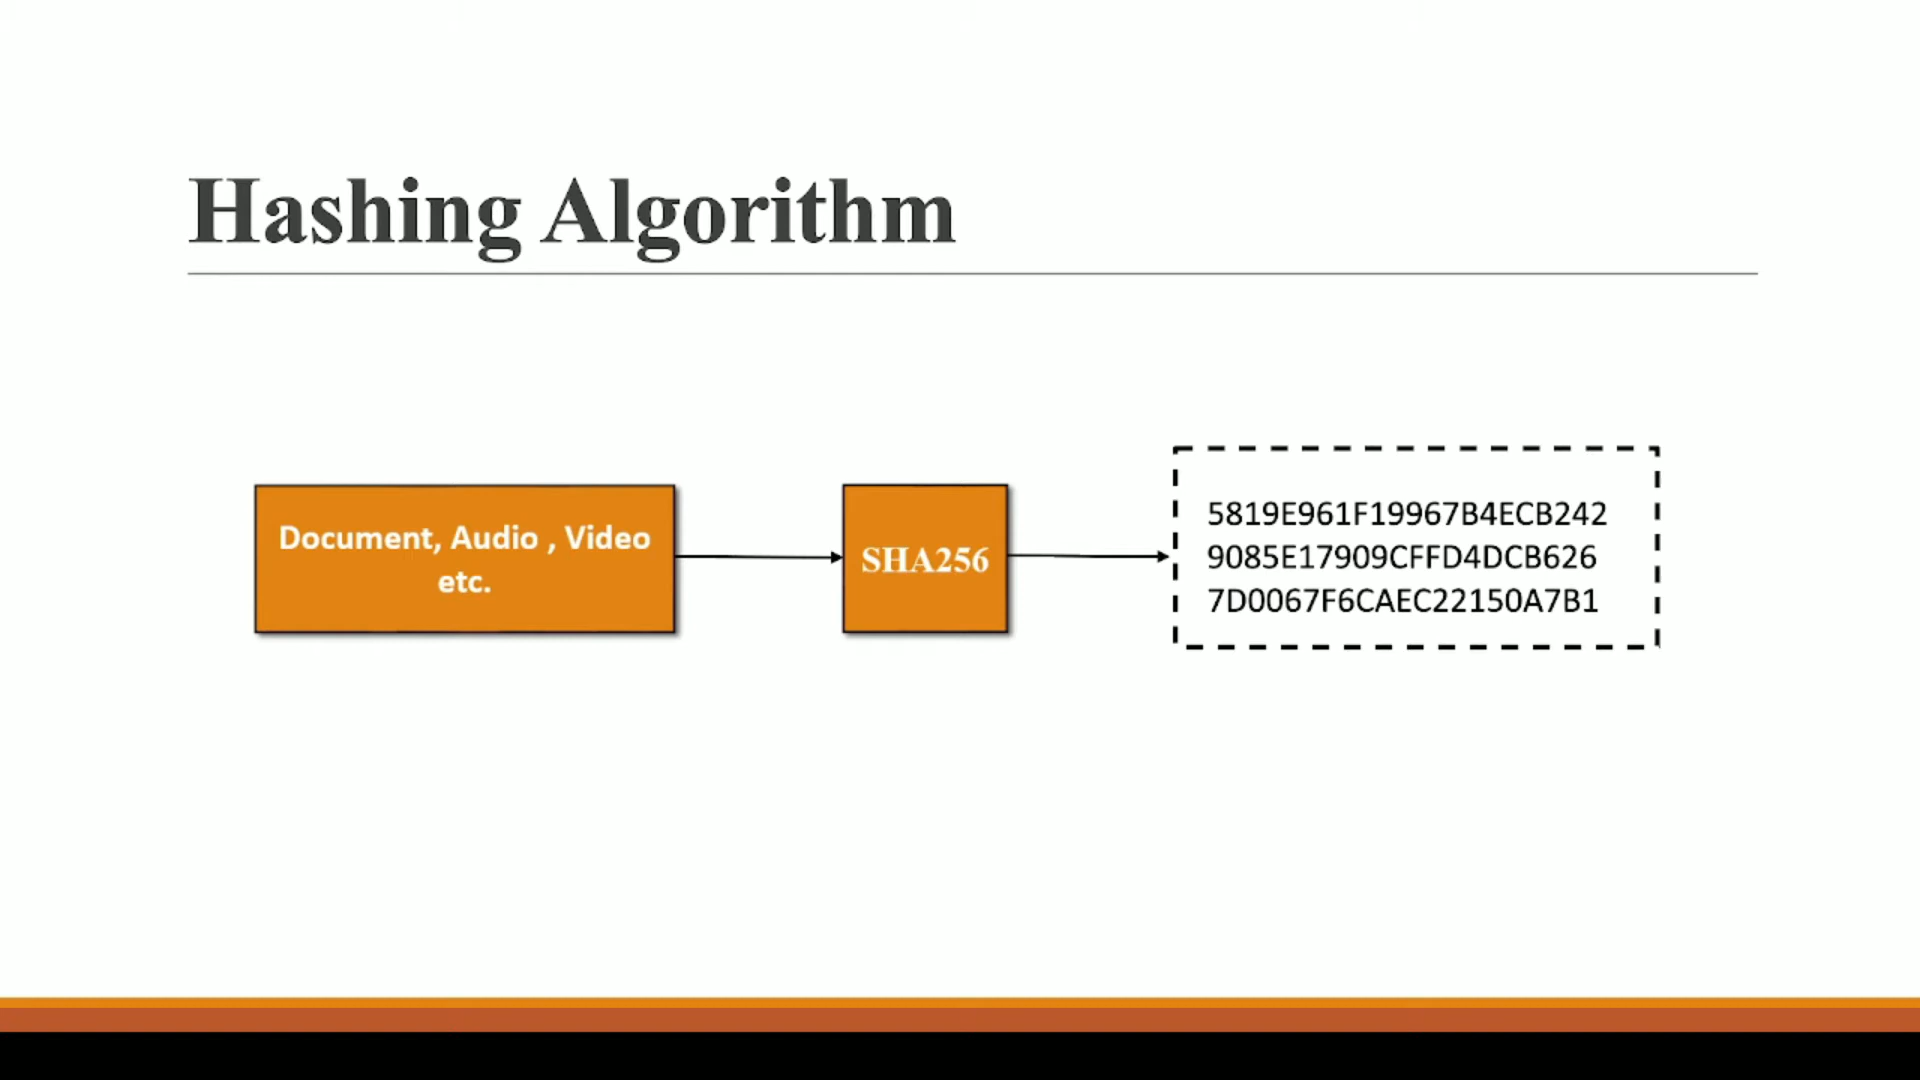 Hashing Algorithm
Document, Audio , Video
etc.
SHA256
5819E961F19967B4ECB242
9085E17909CFFD4DCB626
7D0067F6CAEC22150A7B1